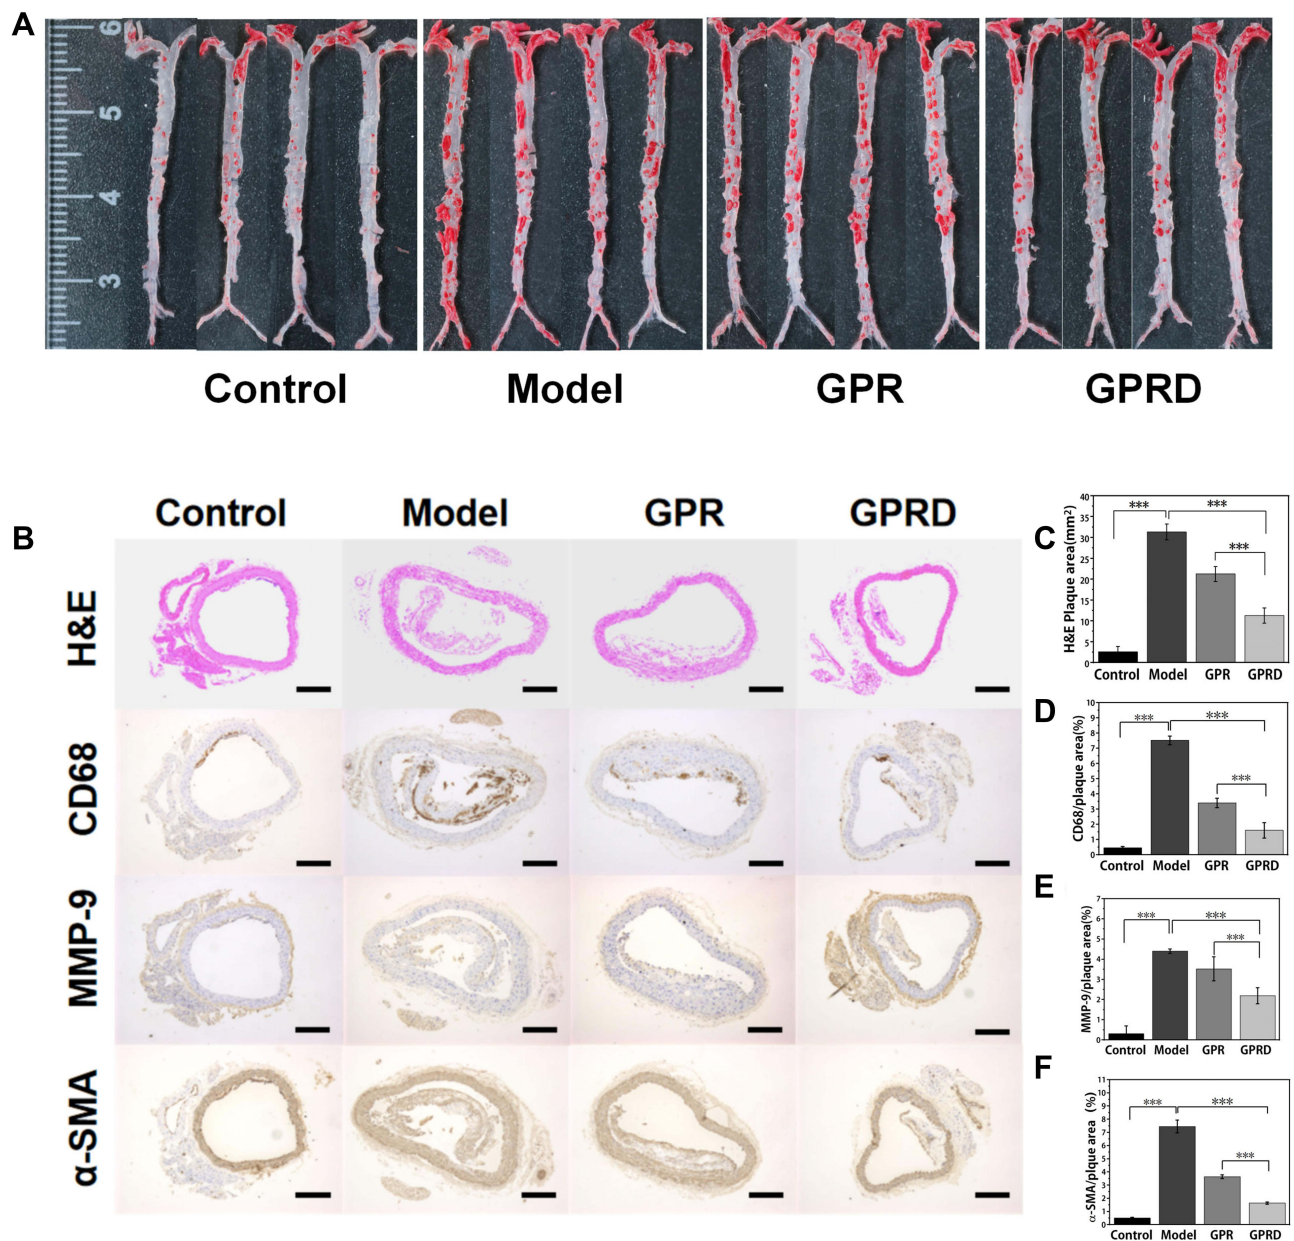 A
6
5
4
3
Control Model GPR GPRD
B
Control Model GPR GPRD
H&E
CD68
MMP-9
α-SMA
C
H&E Plaque area(mm²)
40
35
30
25
20
15
10
5
0
*** ***
***
Control Model GPR GPRD
D
CD68/plaque area(%)
10
9
8
7
6
5
4
3
2
1
0
*** ***
***
Control Model GPR GPRD
E
MMP-9/plaque area(%)
7
6
5
4
3
2
1
0
*** ***
***
Control Model GPR GPRD
F
α-SMA/plque area (%)
11
10
9
8
7
6
5
4
3
2
1
0
*** ***
***
Control Model GPR GPRD